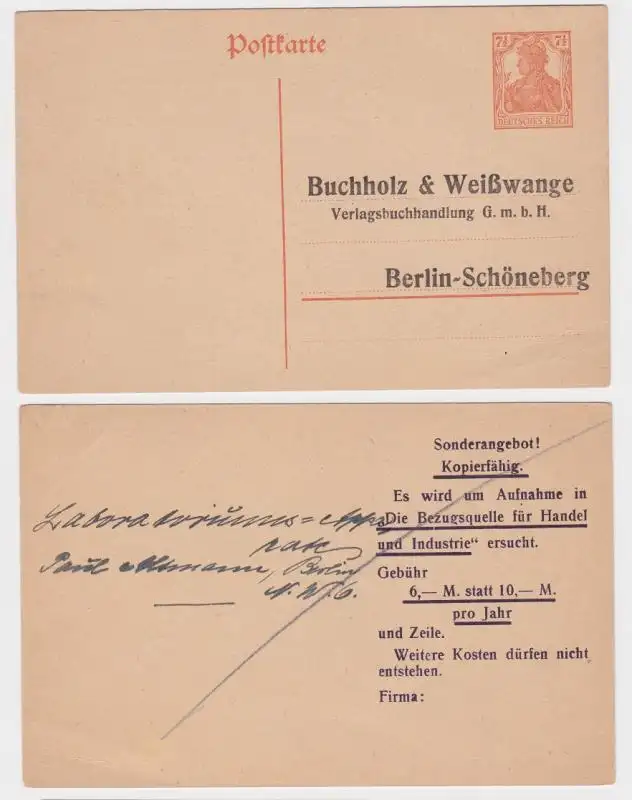 Postkarte
7½ 7½
DEUTSCHES REICH
Buchholz & Weißwange
Verlagsbuchhandlung G. m. b. H.
Berlin-Schöneberg
Laboratoriums=Appa
rate
Paul Altmann, Berlin
N. W. 6.
Sonderangebot!
Kopierfähig.
Es wird um Aufnahme in
„Die Bezugsquelle für Handel
und Industrie“ ersucht.
Gebühr
6,— M. statt 10,— M.
pro Jahr
und Zeile.
Weitere Kosten dürfen nicht
entstehen.
Firma: